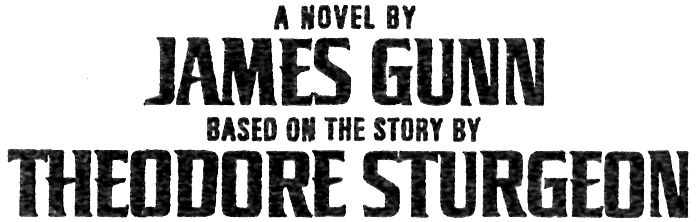 A NOVEL BY
JAMES GUNN
BASED ON THE STORY BY
THEODORE STURGEON